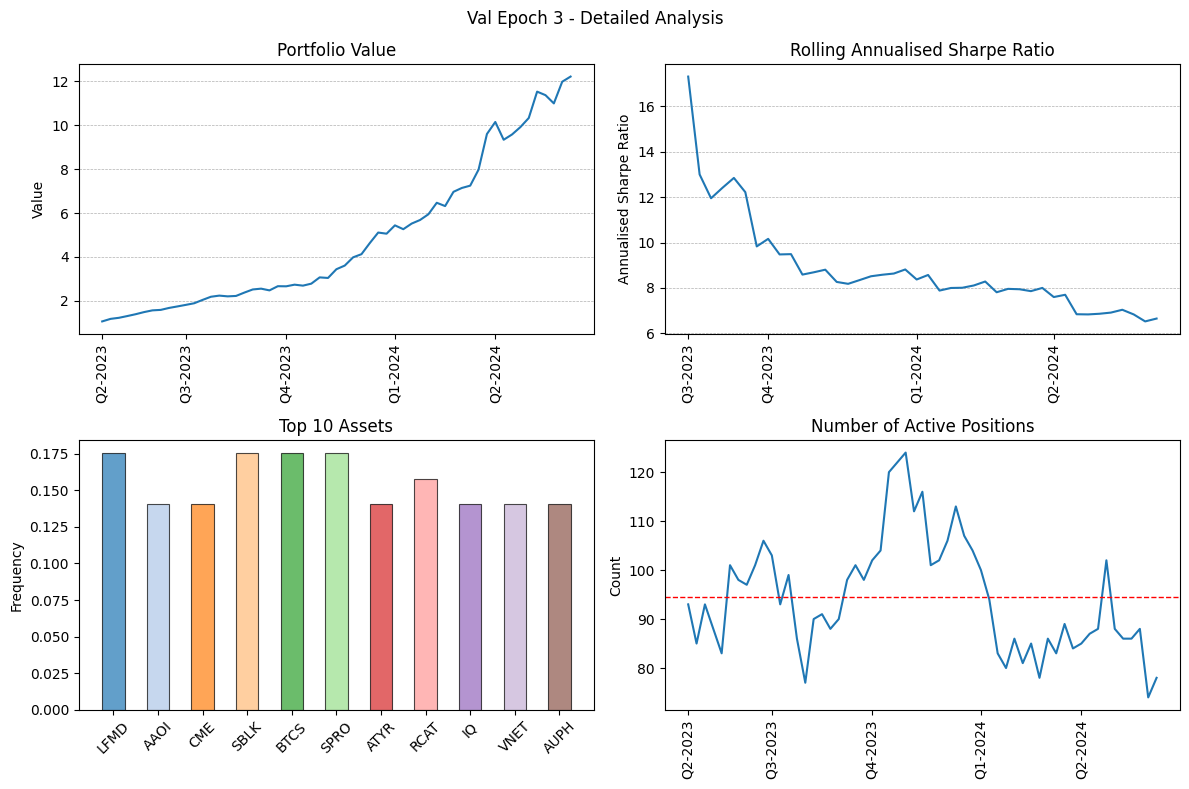 Val Epoch 3 - Detailed Analysis
Portfolio Value
Value
12
10
8
6
4
2
Q2-2023
Q3-2023
Q4-2023
Q1-2024
Q2-2024
Rolling Annualised Sharpe Ratio
Annualised Sharpe Ratio
16
14
12
10
8
6
Q3-2023
Q4-2023
Q1-2024
Q2-2024
Top 10 Assets
Frequency
0.175
0.150
0.125
0.100
0.075
0.050
0.025
0.000
LFMD
AAOI
CME
SBLK
BTCS
SPRO
ATYR
RCAT
IQ
VNET
AUPH
Number of Active Positions
Count
120
110
100
90
80
Q2-2023
Q3-2023
Q4-2023
Q1-2024
Q2-2024